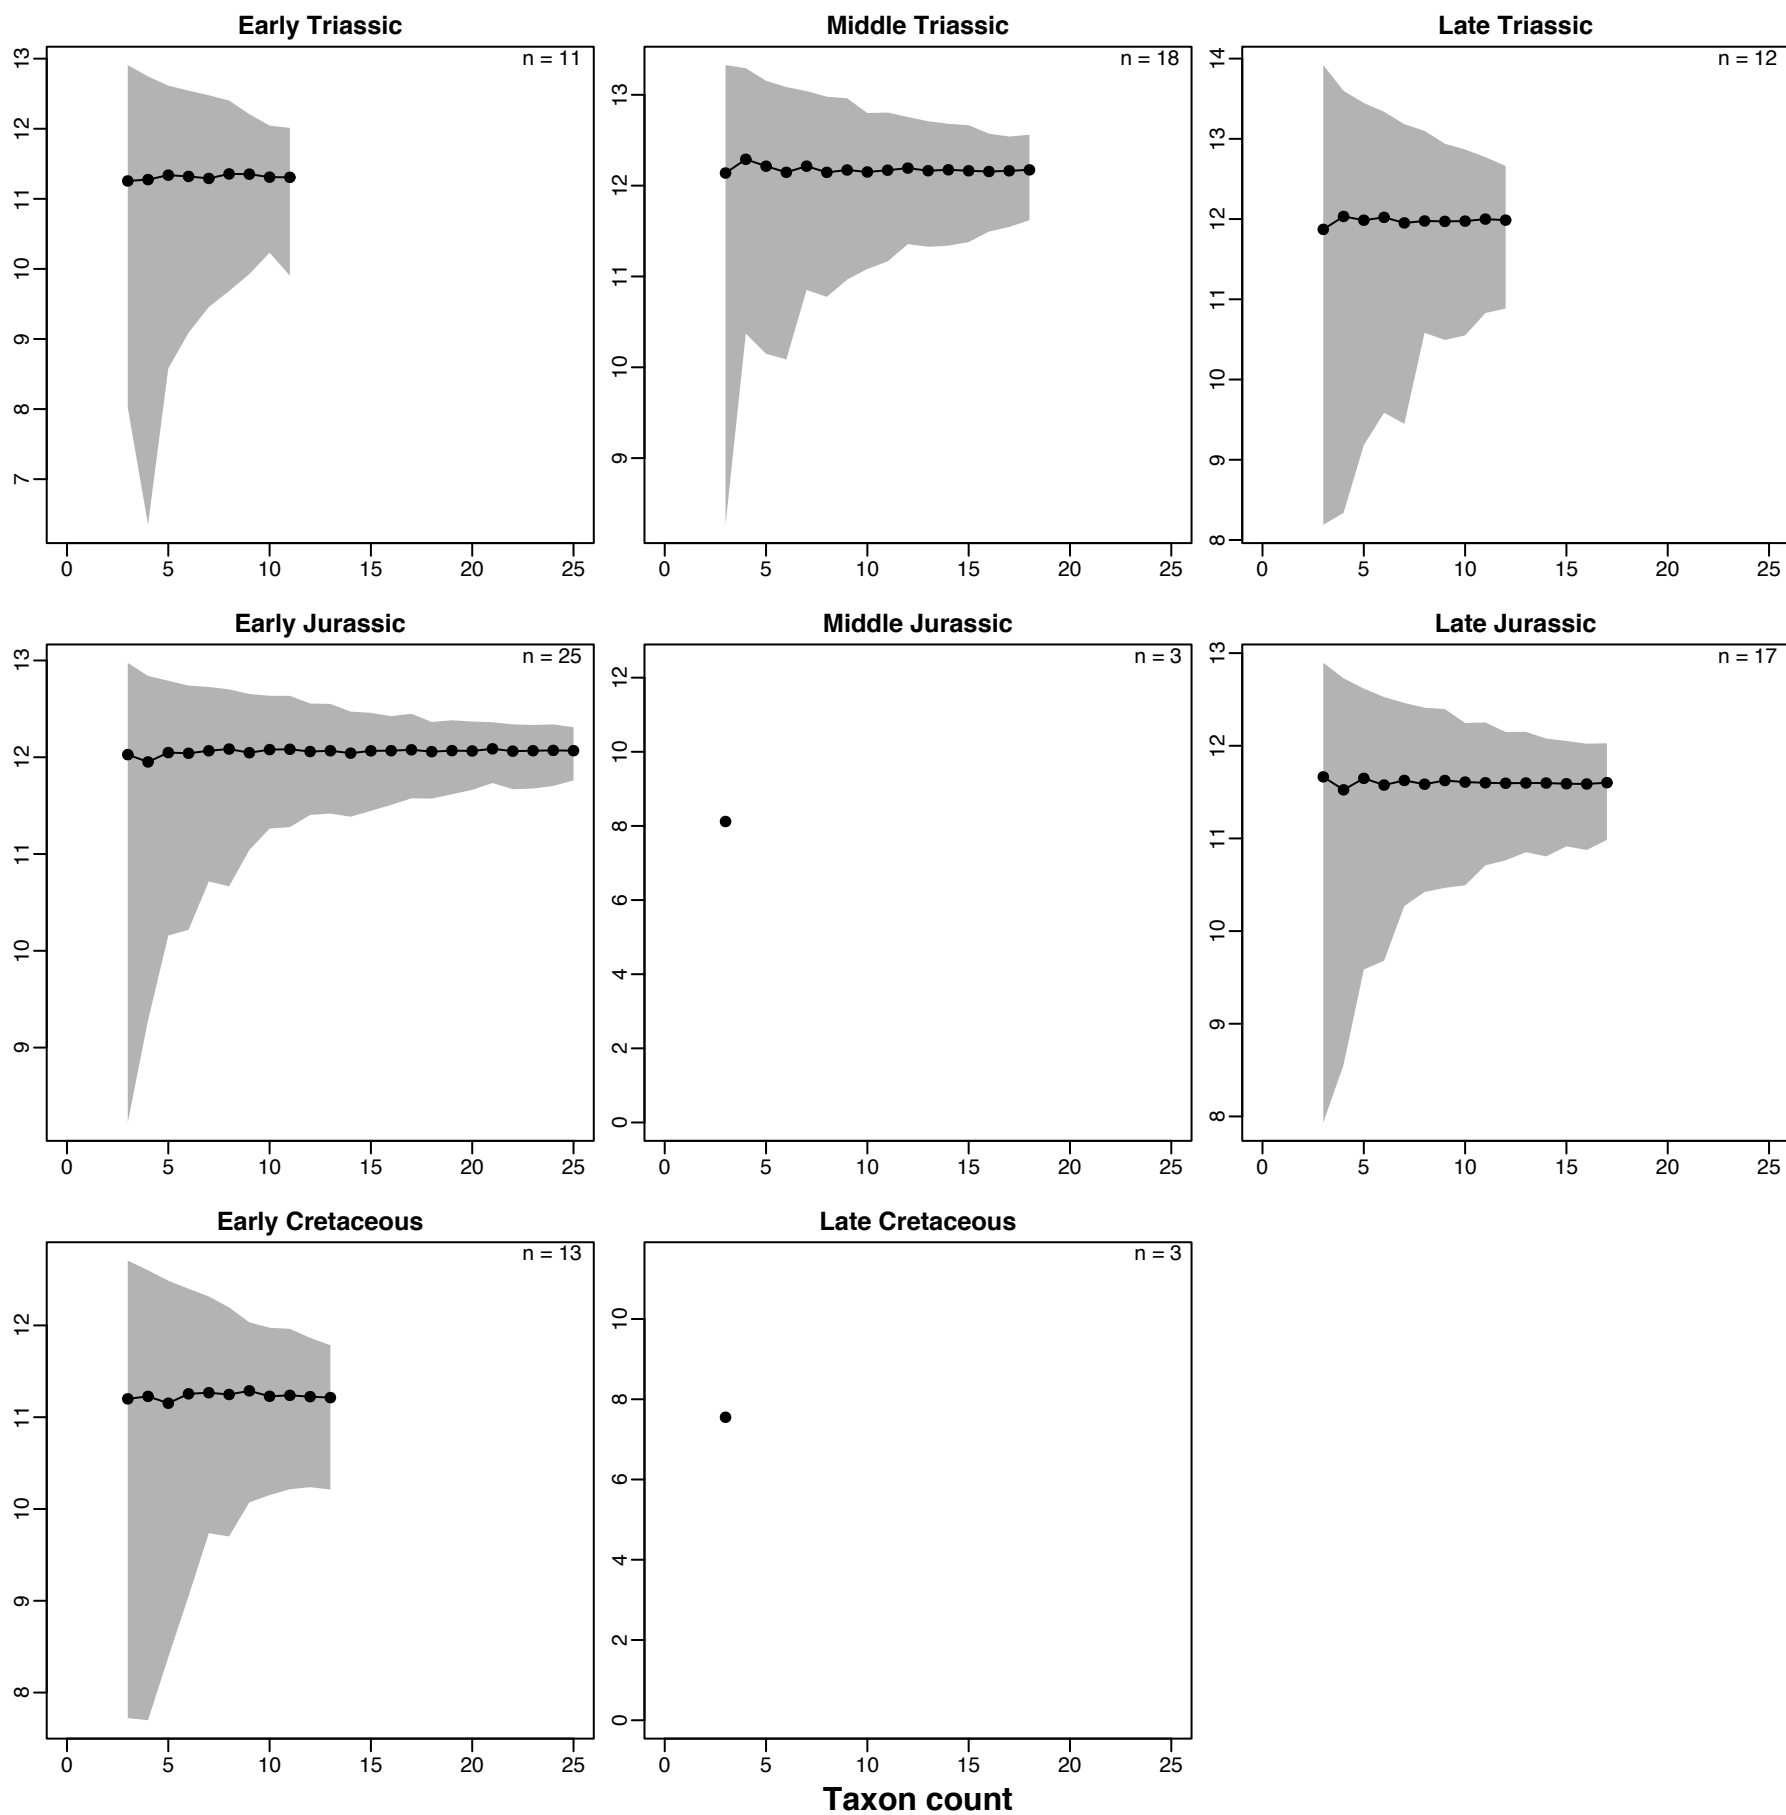 Early Triassic
n = 11
7 8 9 10 11 12 13
0 5 10 15 20 25
Middle Triassic
n = 18
9 10 11 12 13
0 5 10 15 20 25
Late Triassic
n = 12
8 9 10 11 12 13 14
0 5 10 15 20 25
Early Jurassic
n = 25
9 10 11 12 13
0 5 10 15 20 25
Middle Jurassic
n = 3
0 2 4 6 8 10 12
0 5 10 15 20 25
Late Jurassic
n = 17
8 9 10 11 12 13
0 5 10 15 20 25
Early Cretaceous
n = 13
8 9 10 11 12
0 5 10 15 20 25
Late Cretaceous
n = 3
0 2 4 6 8 10
0 5 10 15 20 25
Taxon count